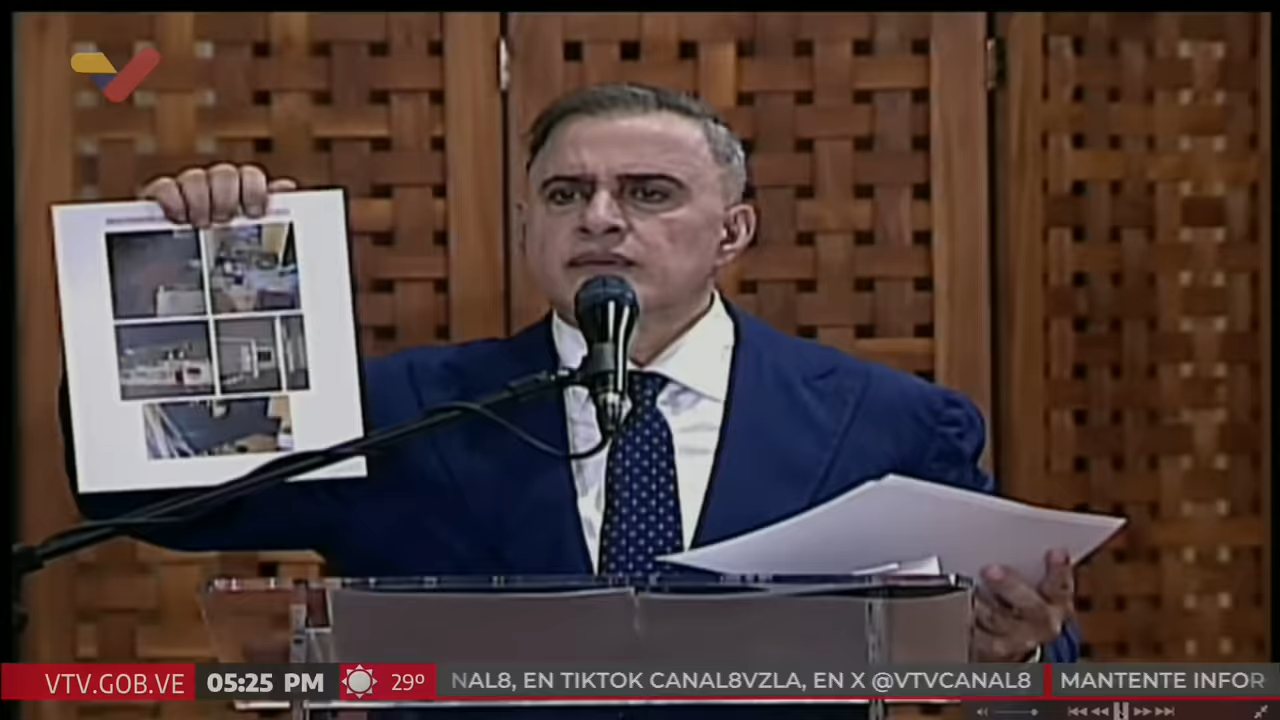 VTV.GOB.VE 05:25 PM 29º NAL8, EN TIKTOK CANAL8VZLA, EN X @VTVCANAL8 MANTENTE INFOR